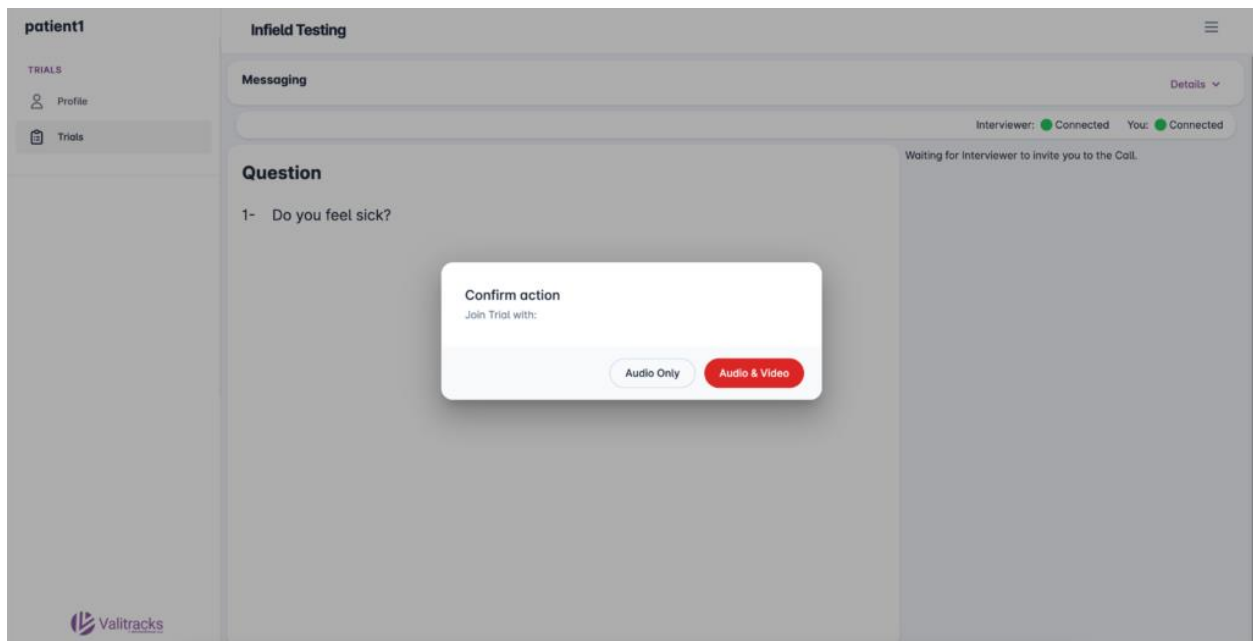 patient1
Infield Testing
TRIALS
Profile
Trials
Messaging
Details
Interviewer: Connected You: Connected
Waiting for Interviewer to invite you to the Call.
Question
1- Do you feel sick?
Confirm action
Join Trial with:
Audio Only
Audio & Video
Valitracks